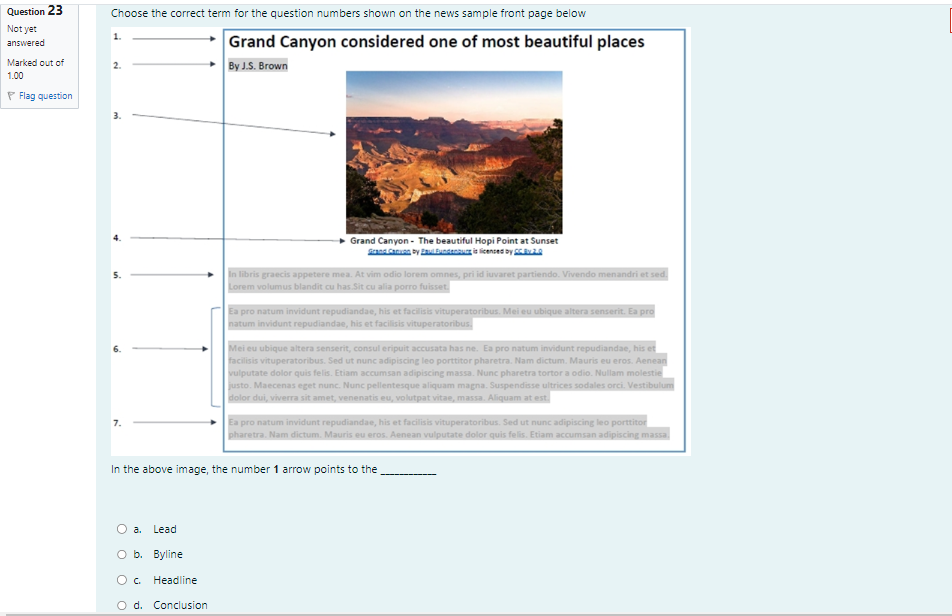 Question 23
Not yet
answered
Marked out of
1.00
Flag question
Choose the correct term for the question numbers shown on the news sample front page below
1.
Grand Canyon considered one of most beautiful places
2.
By J.S. Brown
3.
4.
Grand Canyon - The beautiful Hopi Point at Sunset
Grand Canyon by Paul Fundenburg is licensed by CC By 2.0
5.
In libris graecis appetere mea. At vim odio lorem omnes, pri id iuvaret partiendo. Vivendo menandri et sed.
Lorem volumus blandit cu has.Sit cu alia porro fuisset.
Ea pro natum invidunt repudiandae, his et facilisis vituperatoribus. Mei eu ubique altera senserit. Ea pro
natum invidunt repudiandae, his et facilisis vituperatoribus.
6.
Mei eu ubique altera senserit, consul eripuit accusata has ne. Ea pro natum invidunt repudiandae, his et
facilisis vituperatoribus. Sed ut nunc adipiscing leo porttitor pharetra. Nam dictum. Mauris eu eros. Aenean
vulputate dolor quis felis. Etiam accumsan adipiscing massa. Nunc pharetra tortor a odio. Nullam molestie
justo. Maecenas eget nunc. Nunc pellentesque aliquam magna. Suspendisse ultrices sodales orci. Vestibulum
dolor dui, viverra sit amet, venenatis eu, volutpat vitae, massa. Aliquam at est.
7.
Ea pro natum invidunt repudiandae, his et facilisis vituperatoribus. Sed ut nunc adipiscing leo porttitor
pharetra. Nam dictum. Mauris eu eros. Aenean vulputate dolor quis felis. Etiam accumsan adipiscing massa.
In the above image, the number 1 arrow points to the ___________
a. Lead
b. Byline
c. Headline
d. Conclusion